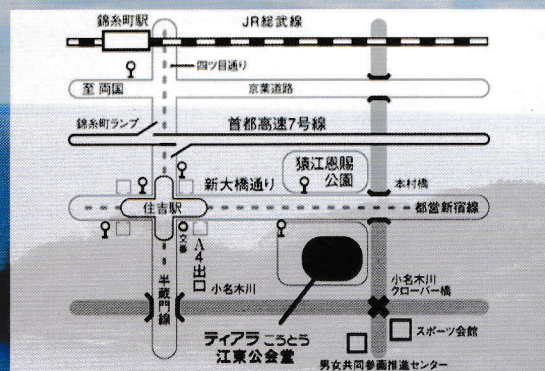 錦糸町駅
JR総武線
四ツ目通り
至 両国
京葉道路
錦糸町ランプ
首都高速7号線
猿江恩賜
公園
新大橋通り
本村橋
住吉駅
都営新宿線
交番
A4出口
半蔵門線
小名木川
小名木川
クローバー橋
ティアラこうとう
江東公会堂
スポーツ会館
男女共同参画推進センター